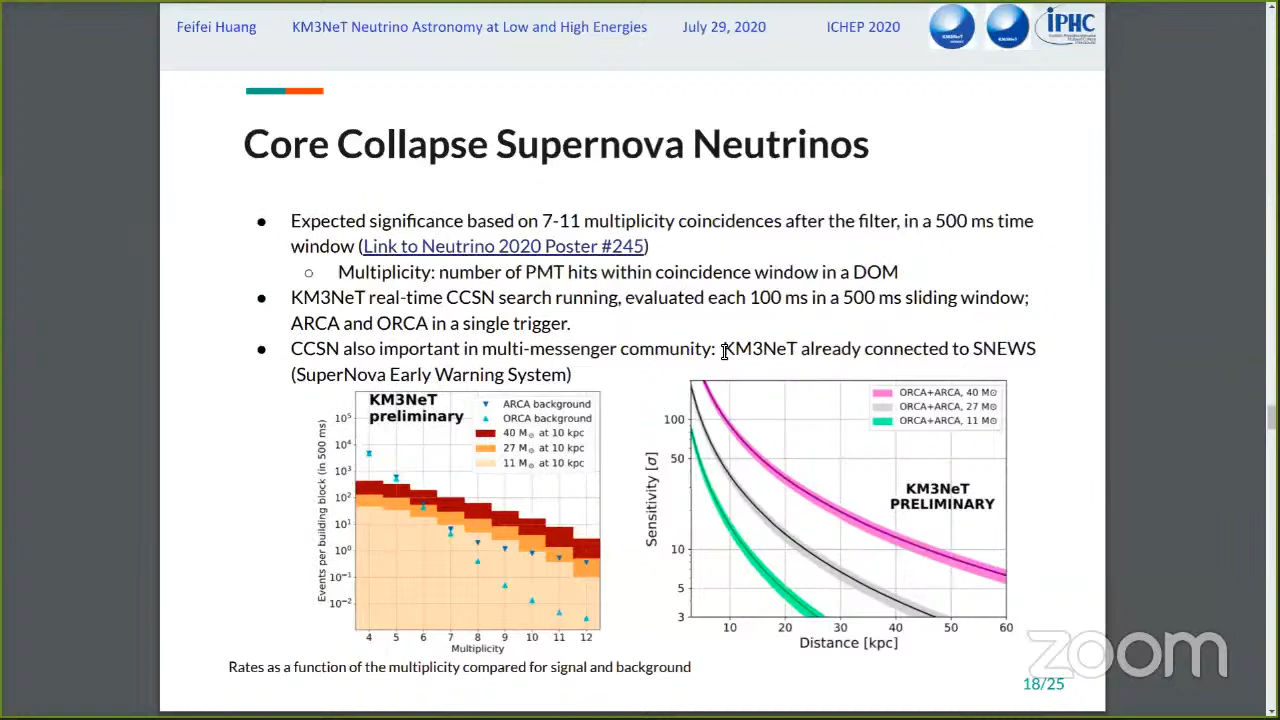 Feifei Huang KM3NeT Neutrino Astronomy at Low and High Energies July 29, 2020 ICHEP 2020
KM3NeT KM3NeT IPHC
Core Collapse Supernova Neutrinos
● Expected significance based on 7-11 multiplicity coincidences after the filter, in a 500 ms time
window (Link to Neutrino 2020 Poster #245)
○ Multiplicity: number of PMT hits within coincidence window in a DOM
● KM3NeT real-time CCSN search running, evaluated each 100 ms in a 500 ms sliding window;
ARCA and ORCA in a single trigger.
● CCSN also important in multi-messenger community: KM3NeT already connected to SNEWS
(SuperNova Early Warning System)
KM3NeT
preliminary
ARCA background
ORCA background
40 M⊙ at 10 kpc
27 M⊙ at 10 kpc
11 M⊙ at 10 kpc
Events per building block (in 500 ms)
10⁵
10⁴
10³
10²
10¹
10⁰
10⁻¹
10⁻²
4 5 6 7 8 9 10 11 12
Multiplicity
Rates as a function of the multiplicity compared for signal and background
ORCA+ARCA, 40 M⊙
ORCA+ARCA, 27 M⊙
ORCA+ARCA, 11 M⊙
KM3NeT
PRELIMINARY
Sensitivity [σ]
100
50
10
5
3
10 20 30 40 50 60
Distance [kpc]
zoom
18/25